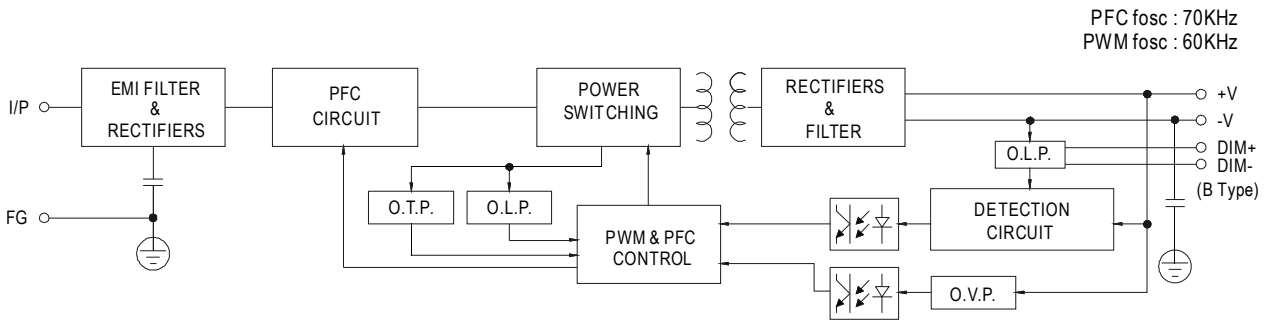 PFC fosc : 70KHz
PWM fosc : 60KHz
I/P
EMI FILTER
&
RECTIFIERS
PFC
CIRCUIT
POWER
SWITCHING
RECTIFIERS
&
FILTER
+V
-V
DIM+
DIM-
(B Type)
O.L.P.
FG
O.T.P.
O.L.P.
PWM & PFC
CONTROL
DETECTION
CIRCUIT
O.V.P.